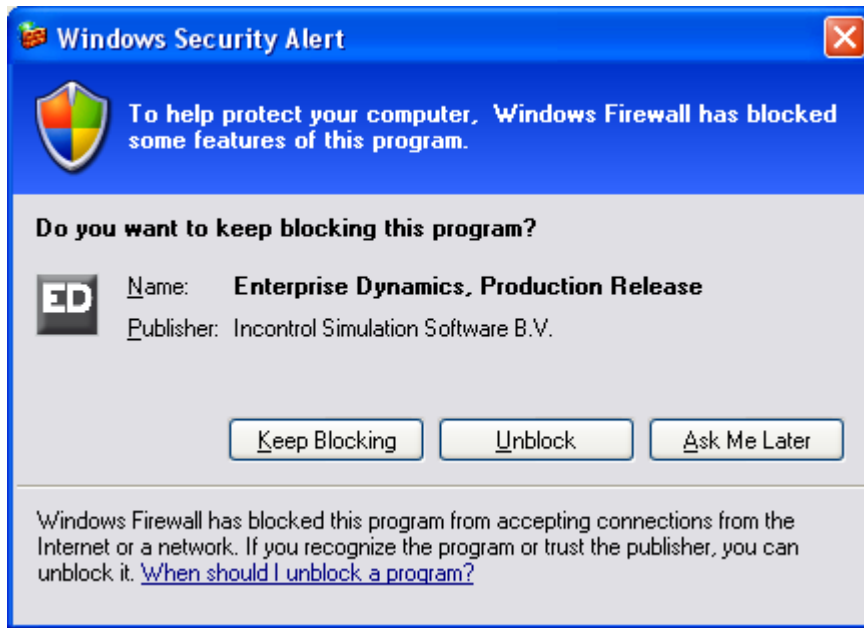 Windows Security Alert
To help protect your computer, Windows Firewall has blocked
some features of this program.
Do you want to keep blocking this program?
ED
Name: Enterprise Dynamics, Production Release
Publisher: Incontrol Simulation Software B.V.
Keep Blocking Unblock Ask Me Later
Windows Firewall has blocked this program from accepting connections from the
Internet or a network. If you recognize the program or trust the publisher, you can
unblock it. When should I unblock a program?